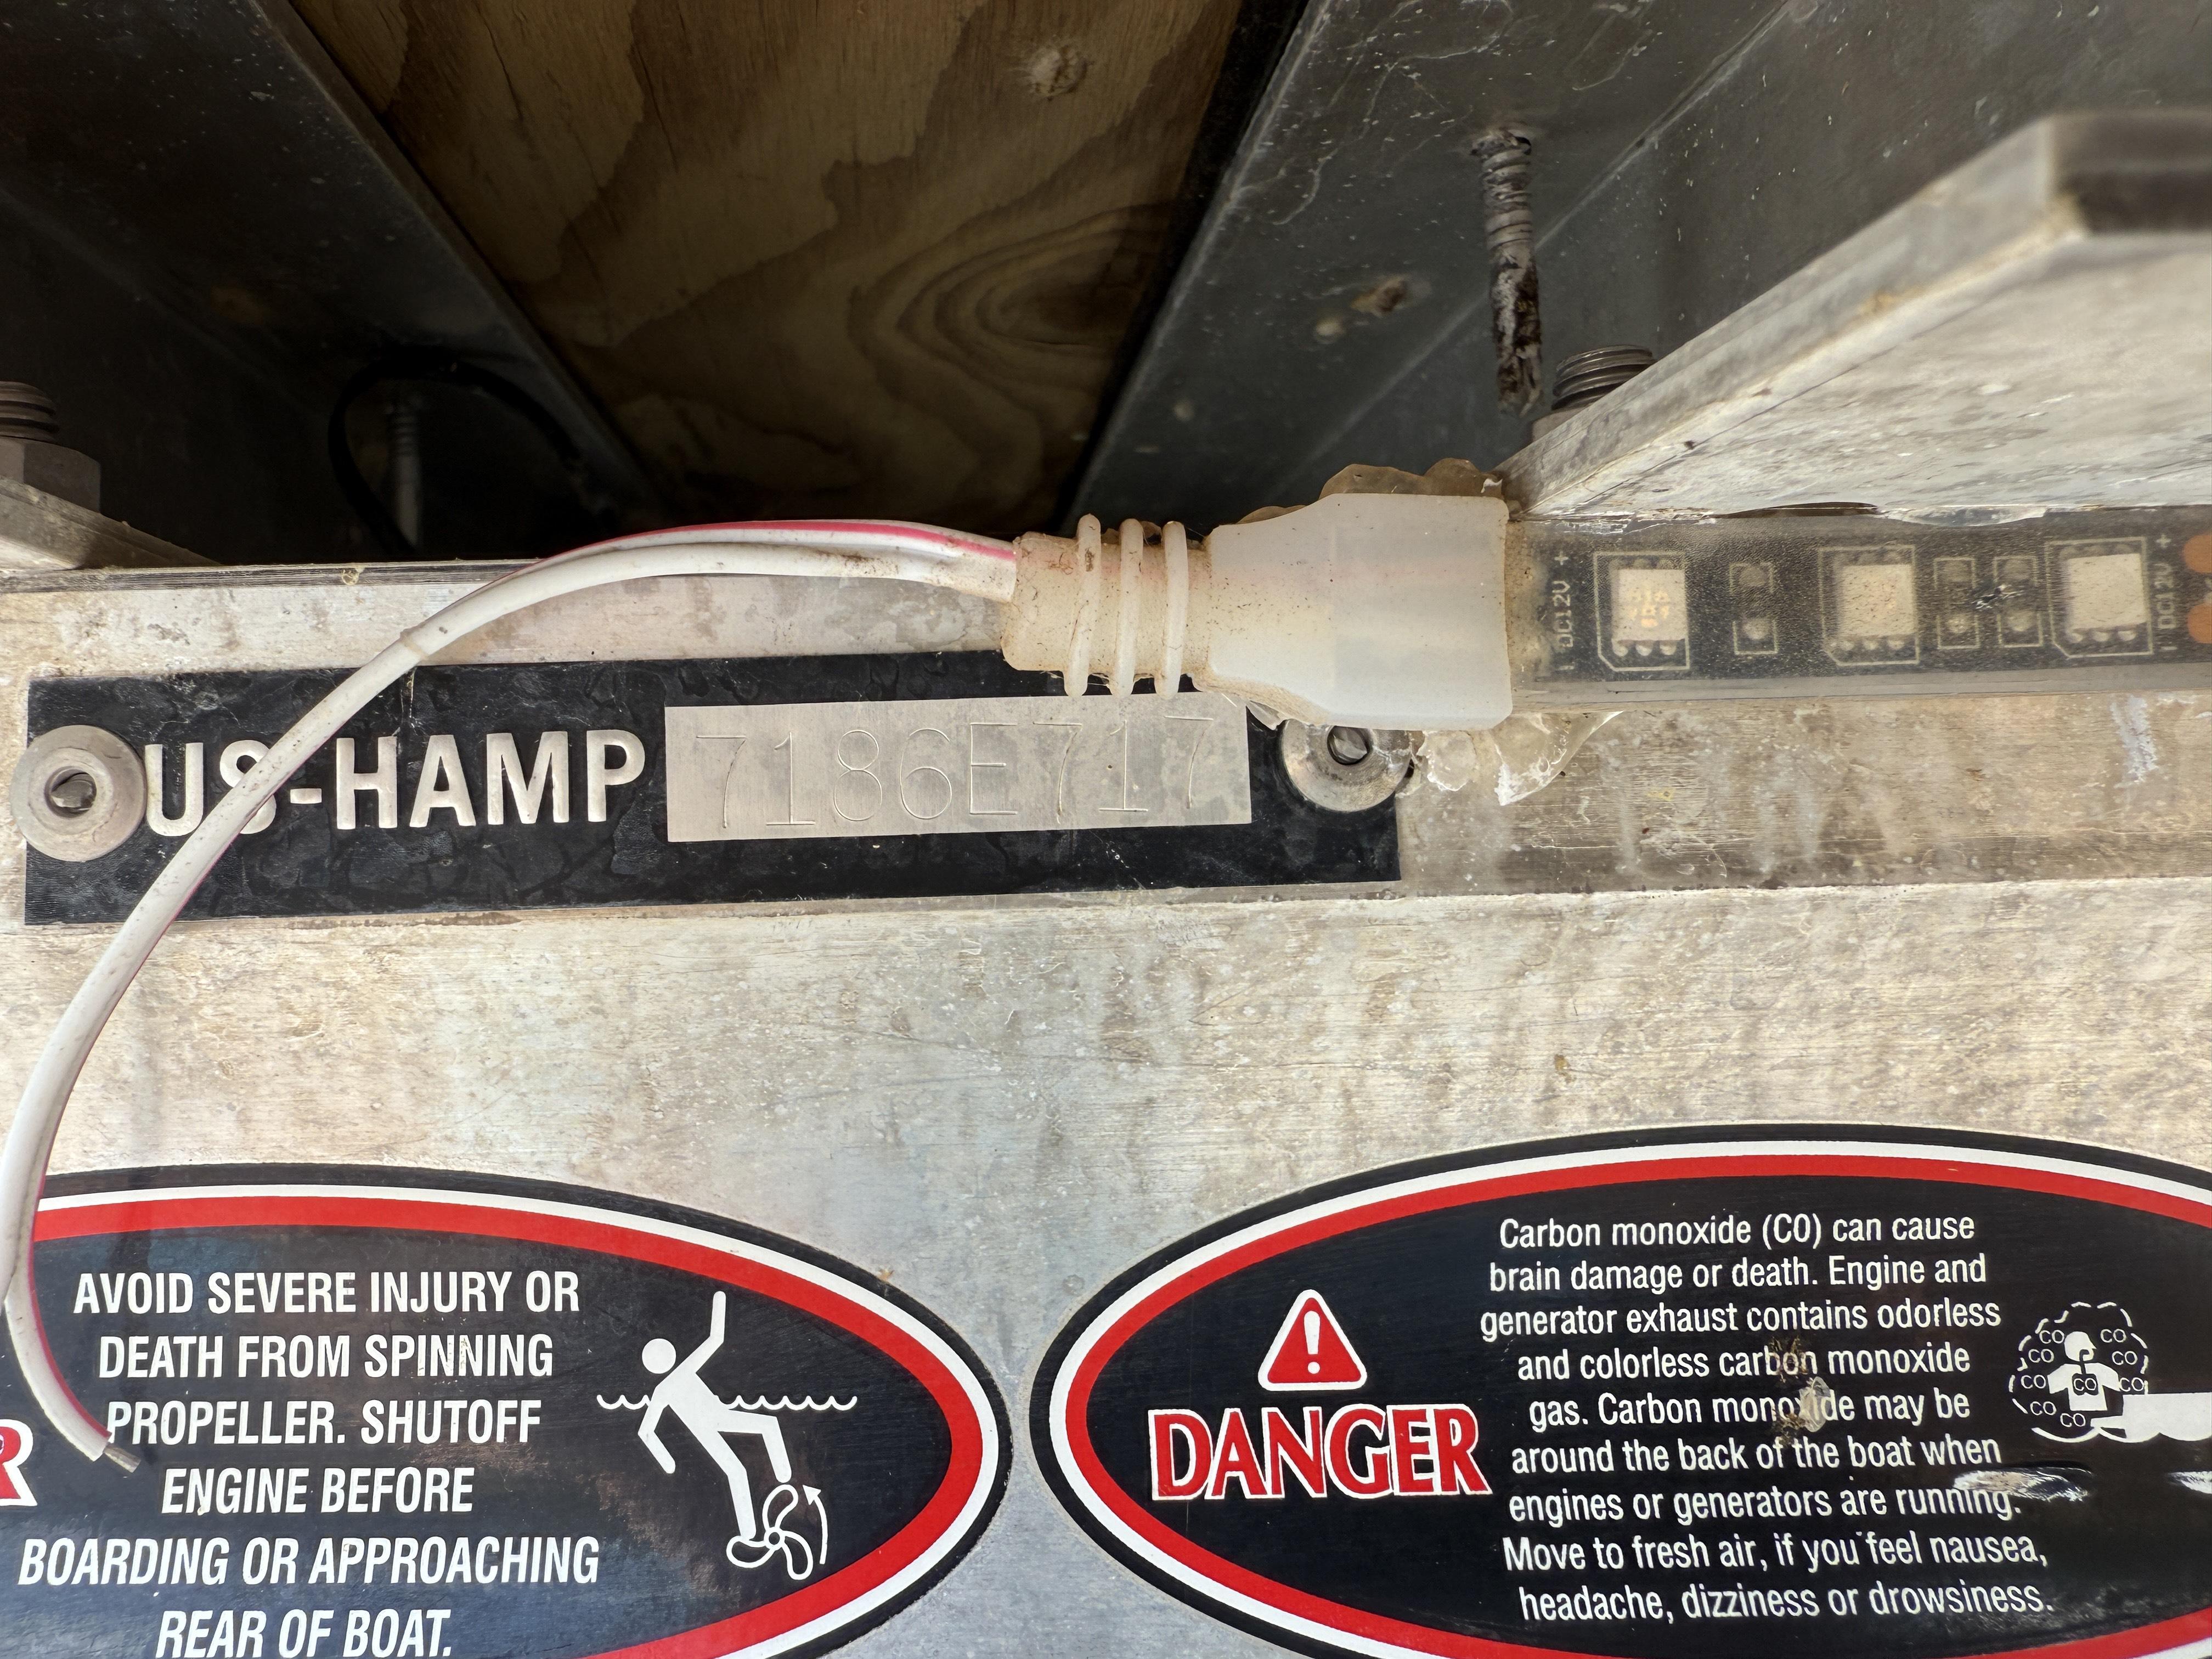 DC12V
+
DC12V
+
US-HAMP 7186E717
AVOID SEVERE INJURY OR
DEATH FROM SPINNING
PROPELLER. SHUTOFF
ENGINE BEFORE
BOARDING OR APPROACHING
REAR OF BOAT.
R
DANGER
Carbon monoxide (CO) can cause
brain damage or death. Engine and
generator exhaust contains odorless
and colorless carbon monoxide
gas. Carbon monoxide may be
around the back of the boat when
engines or generators are running.
Move to fresh air, if you feel nausea,
headache, dizziness or drowsiness.
CO CO
CO CO
CO CO CO
CO CO